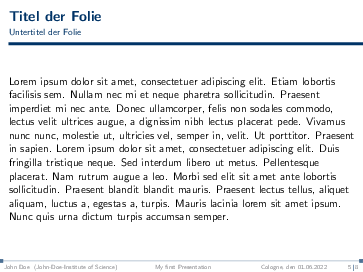 Titel der Folie
Untertitel der Folie
Lorem ipsum dolor sit amet, consectetuer adipiscing elit. Etiam lobortis
facilisis sem. Nullam nec mi et neque pharetra sollicitudin. Praesent
imperdiet mi nec ante. Donec ullamcorper, felis non sodales commodo,
lectus velit ultrices augue, a dignissim nibh lectus placerat pede. Vivamus
nunc nunc, molestie ut, ultricies vel, semper in, velit. Ut porttitor. Praesent
in sapien. Lorem ipsum dolor sit amet, consectetuer adipiscing elit. Duis
fringilla tristique neque. Sed interdum libero ut metus. Pellentesque
placerat. Nam rutrum augue a leo. Morbi sed elit sit amet ante lobortis
sollicitudin. Praesent blandit blandit mauris. Praesent lectus tellus, aliquet
aliquam, luctus a, egestas a, turpis. Mauris lacinia lorem sit amet ipsum.
Nunc quis urna dictum turpis accumsan semper.
John Doe (John-Doe-Institute of Science) My first Presentation Cologne, den 01.06.2022